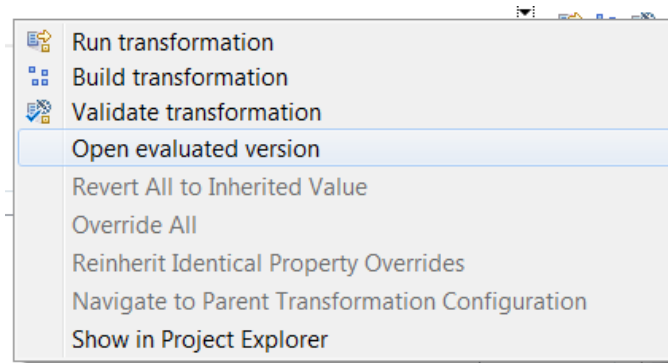 Run transformation
Build transformation
Validate transformation
Open evaluated version
Revert All to Inherited Value
Override All
Reinherit Identical Property Overrides
Navigate to Parent Transformation Configuration
Show in Project Explorer